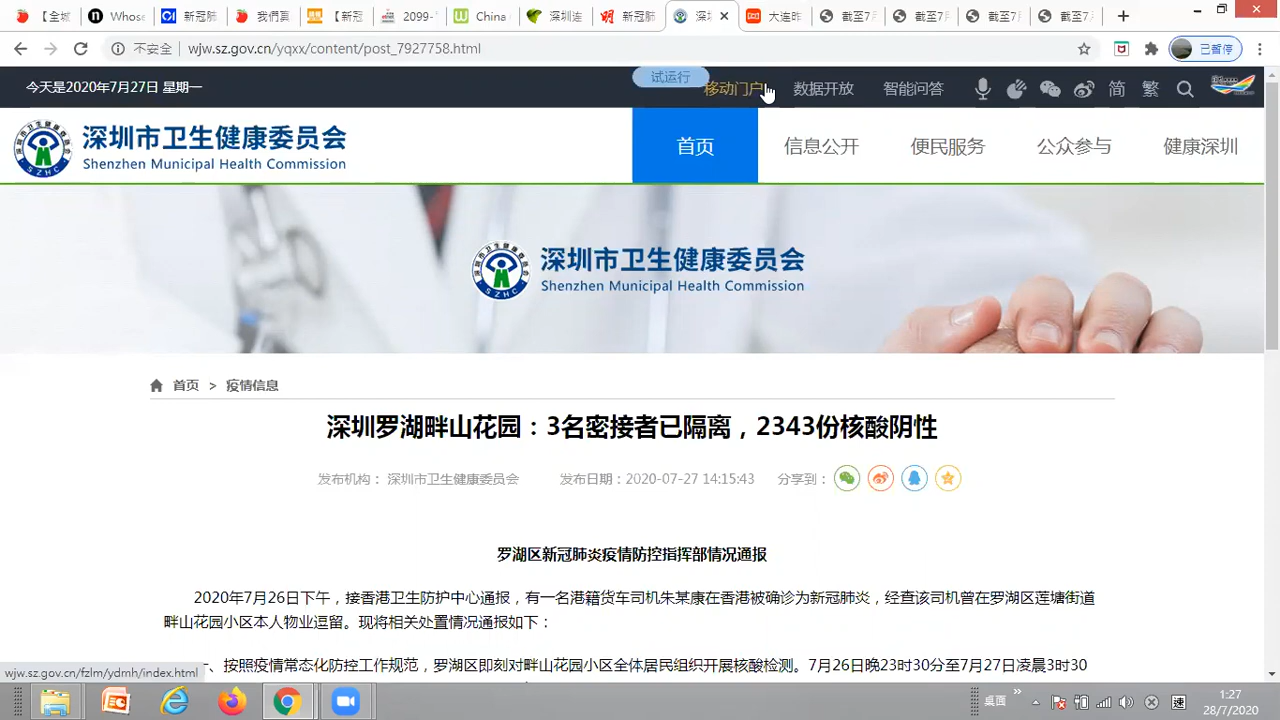 【全城
Whos
新冠肺
我們真
【新冠
2099-
China
深圳连
新冠肺
深圳
大连昨
截至7月
截至7月
截至7
截至7
不安全
wjw.sz.gov.cn/yqxx/content/post_7927758.html
已暂停
今天是2020年7月27日 星期一
试运行
移动门户
数据开放
智能问答
简
繁
深圳市卫生健康委员会
Shenzhen Municipal Health Commission
SZHC
首页
信息公开
便民服务
公众参与
健康深圳
深圳市卫生健康委员会
Shenzhen Municipal Health Commission
SZHC
首页 > 疫情信息
深圳罗湖畔山花园：3名密接者已隔离，2343份核酸阴性
发布机构： 深圳市卫生健康委员会 发布日期：2020-07-27 14:15:43 分享到：
罗湖区新冠肺炎疫情防控指挥部情况通报
2020年7月26日下午，接香港卫生防护中心通报，有一名港籍货车司机朱某康在香港被确诊为新冠肺炎，经查该司机曾在罗湖区莲塘街道
畔山花园小区本人物业逗留。现将相关处置情况通报如下：
一、按照疫情常态化防控工作规范，罗湖区即刻对畔山花园小区全体居民组织开展核酸检测。7月26日晚23时30分至7月27日凌晨3时30
wjw.sz.gov.cn/fzlm/ydmh/index.html
桌面
速
1:27
28/7/2020